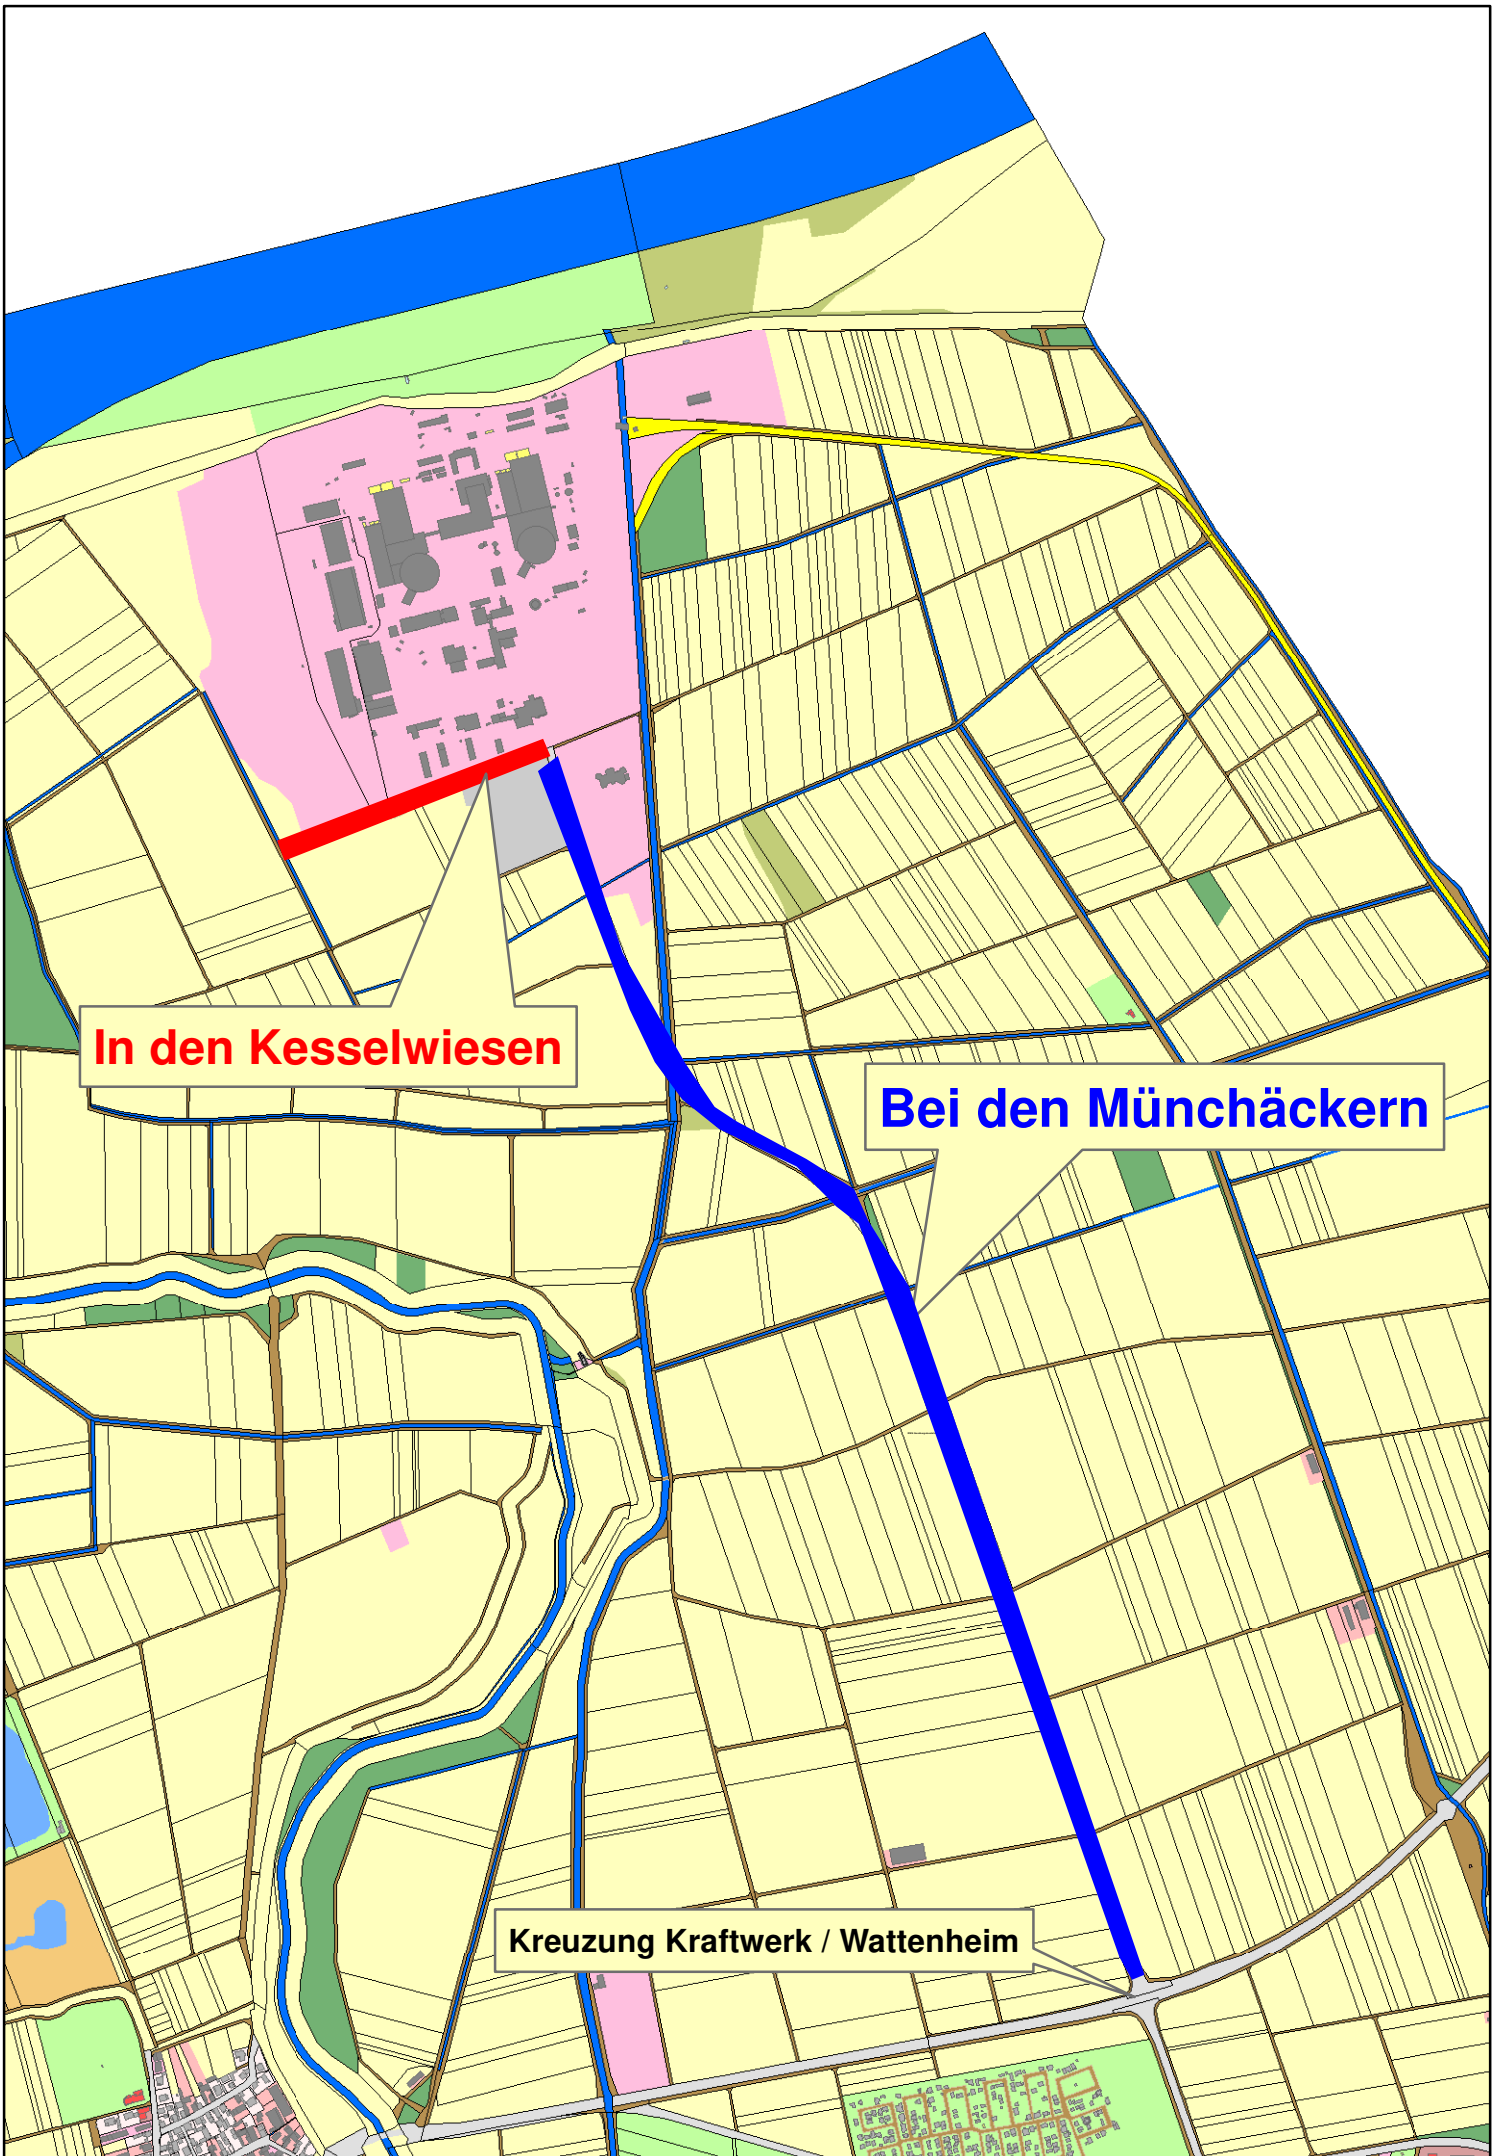 In den Kesselwiesen
Bei den Münchäckern
Kreuzung Kraftwerk / Wattenheim